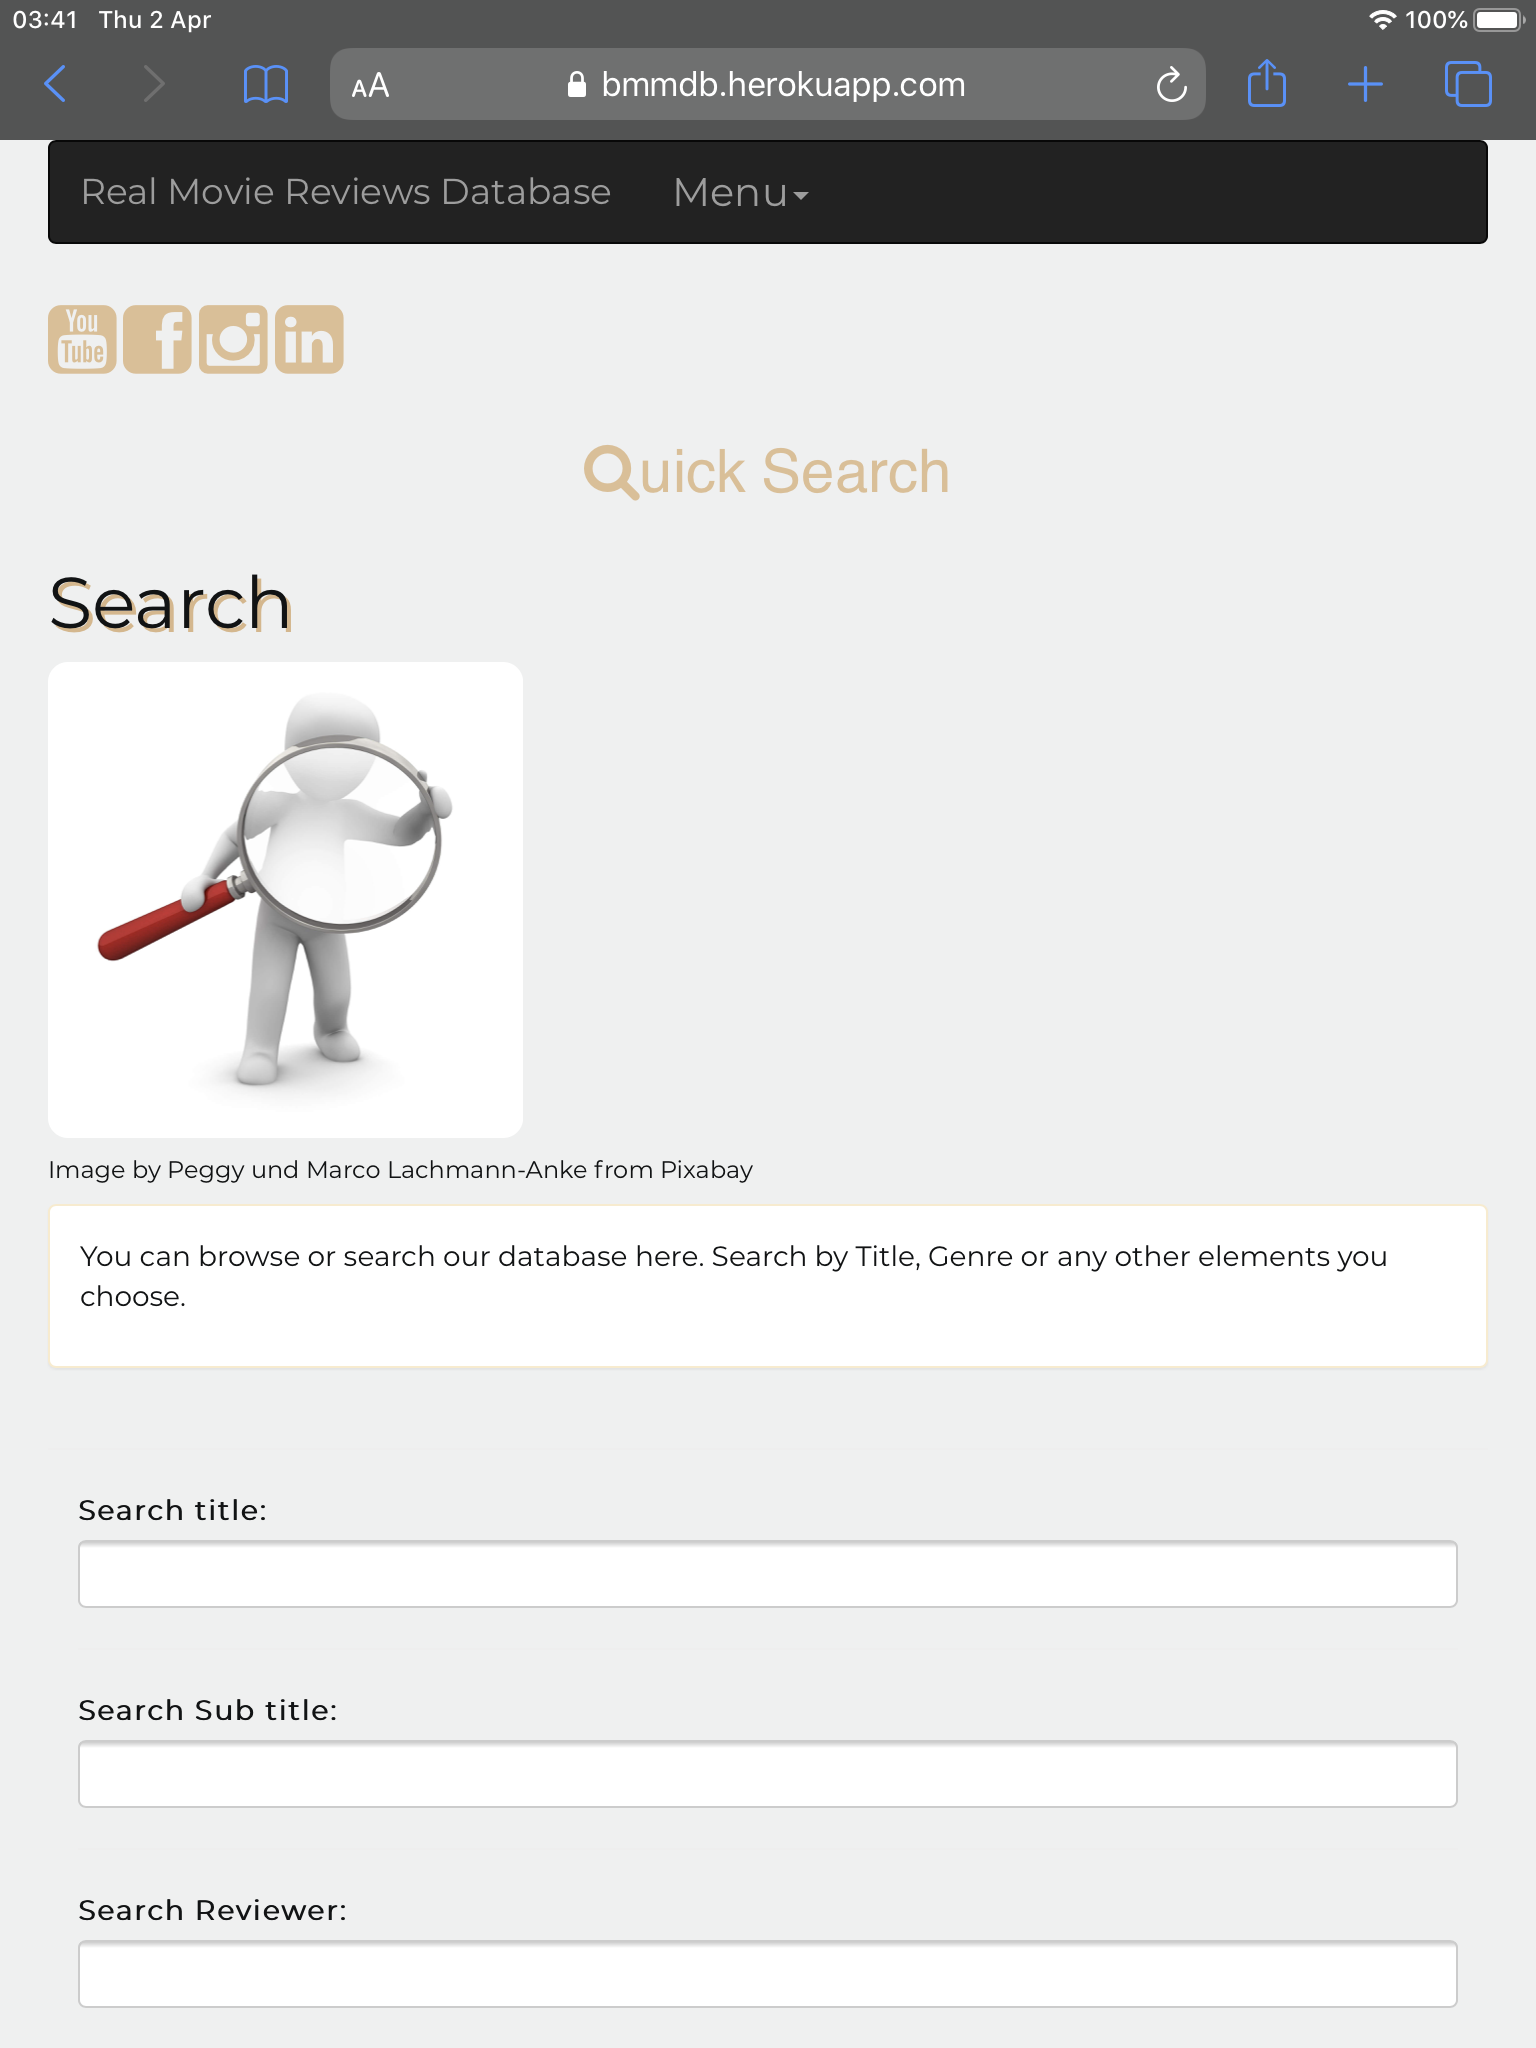 03:41 Thu 2 Apr 100%
AA bmmdb.herokuapp.com
Real Movie Reviews Database Menu
You Tube f in
Quick Search
Search
Image by Peggy und Marco Lachmann-Anke from Pixabay
You can browse or search our database here. Search by Title, Genre or any other elements you
choose.
Search title:
Search Sub title:
Search Reviewer: